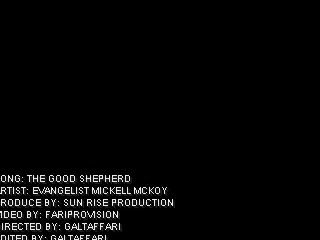 ONG: THE GOOD SHEPHERD
RTIST: EVANGELIST MICKELL MCKOY
RODUCE BY: SUN RISE PRODUCTION
IDEO BY: FARIPROVISION
IRECTED BY: GALTAFFARI
DITED BY: GALTAFFARI